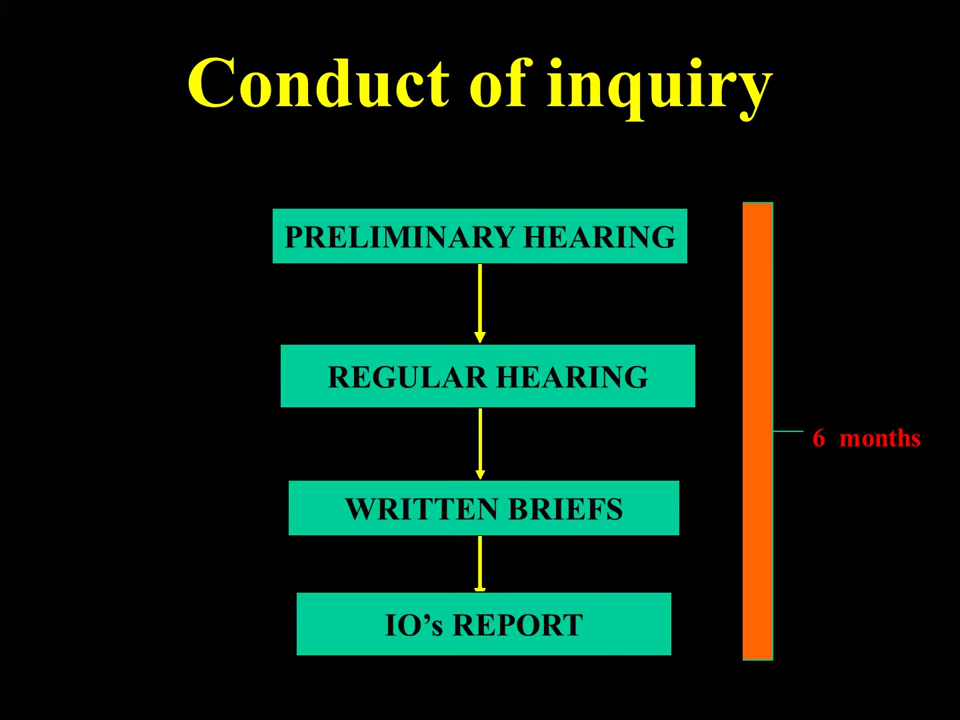 Conduct of inquiry
PRELIMINARY HEARING
REGULAR HEARING
6 months
WRITTEN BRIEFS
IO’s REPORT